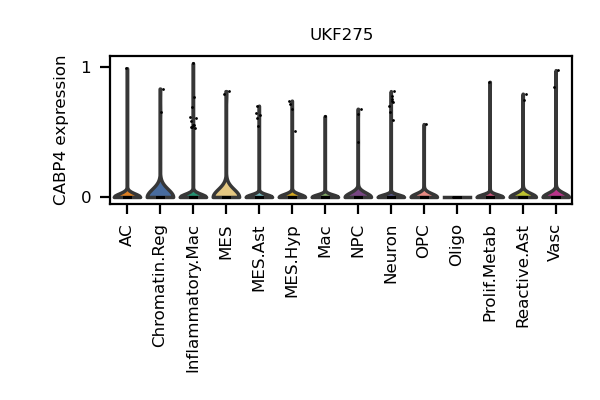 UKF275
CABP4 expression
1
0
AC
Chromatin.Reg
Inflammatory.Mac
MES
MES.Ast
MES.Hyp
Mac
NPC
Neuron
OPC
Oligo
Prolif.Metab
Reactive.Ast
Vasc